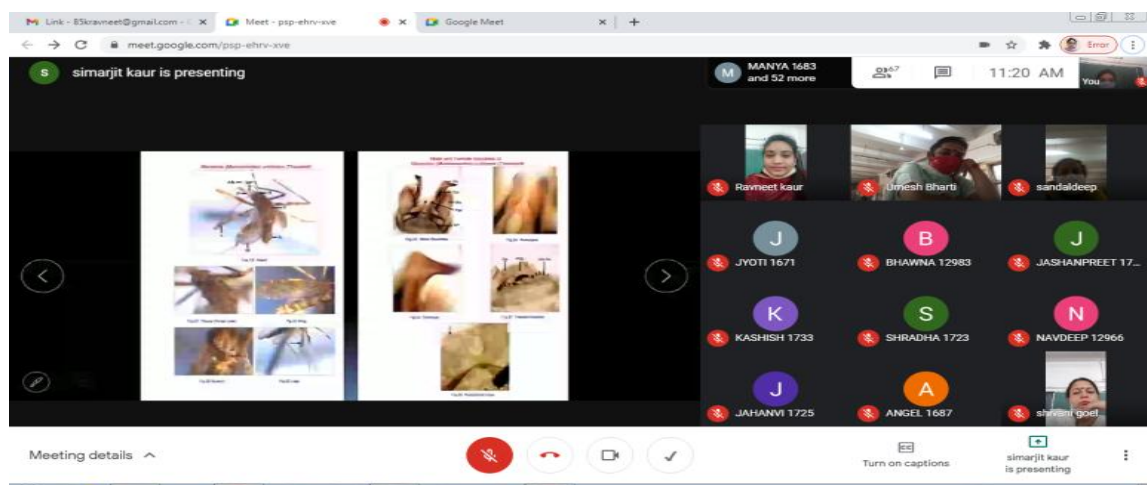 Link - 85kravneet@gmail.com - G
Meet - psp-ehrv-xve
Google Meet
meet.google.com/psp-ehrv-xve
Error
S
simarjit kaur is presenting
M
MANYA 1683
and 52 more
67
11:20 AM
You
Ravneet kaur
Umesh Bharti
sandaldeep
J
B
J
JYOTI 1671
BHAWNA 12983
JASHANPREET 17...
K
S
N
KASHISH 1733
SHRADHA 1723
NAVDEEP 12966
J
A
JAHANVI 1725
ANGEL 1687
shivani goel
Meeting details
Turn on captions
simarjit kaur
is presenting